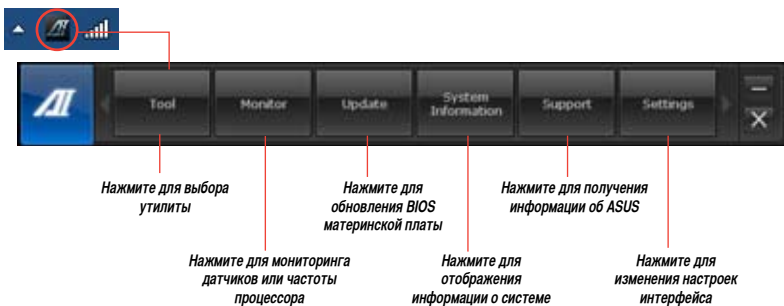 Tool
Monitor
Update
System
Information
Support
Settings
Нажмите для выбора
утилиты
Нажмите для
обновления BIOS
материнской платы
Нажмите для получения
информации об ASUS
Нажмите для мониторинга
датчиков или частоты
процессора
Нажмите для
отображения
информации о системе
Нажмите для
изменения настроек
интерфейса